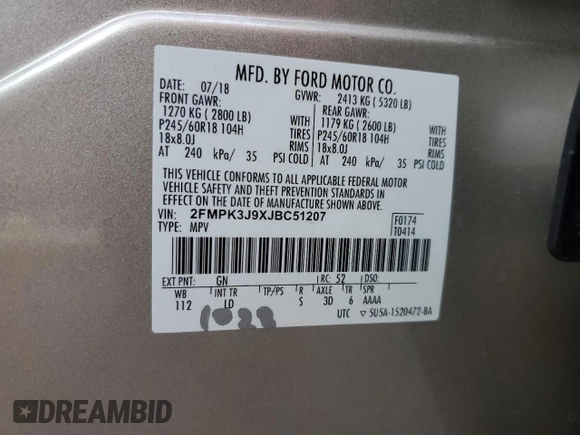 MFD. BY FORD MOTOR CO.
DATE: 07/18 GVWR: 2413 KG ( 5320 LB)
FRONT GAWR: REAR GAWR:
1270 KG ( 2800 LB) 1179 KG ( 2600 LB)
P245/60R18 104H TIRES P245/60R18 104H TIRES
18x8.0J RIMS 18x8.0J RIMS
AT 240 kPa/ 35 PSI COLD AT 240 kPa/ 35 PSI COLD
THIS VEHICLE CONFORMS TO ALL APPLICABLE FEDERAL MOTOR
VEHICLE SAFETY AND THEFT PREVENTION STANDARDS IN
EFFECT ON THE DATE OF MANUFACTURE SHOWN ABOVE.
VIN: 2FMPK3J9XJBC51207 F0174
TYPE: MPV T0414
EXT PNT: GN RC: 52 DSO:
WB INT TR TP/PS R AXLE TR SPR
112 LD S 3D 6 AAAA
UTC ▽ 5USA-1520472-BA
DREAMBID